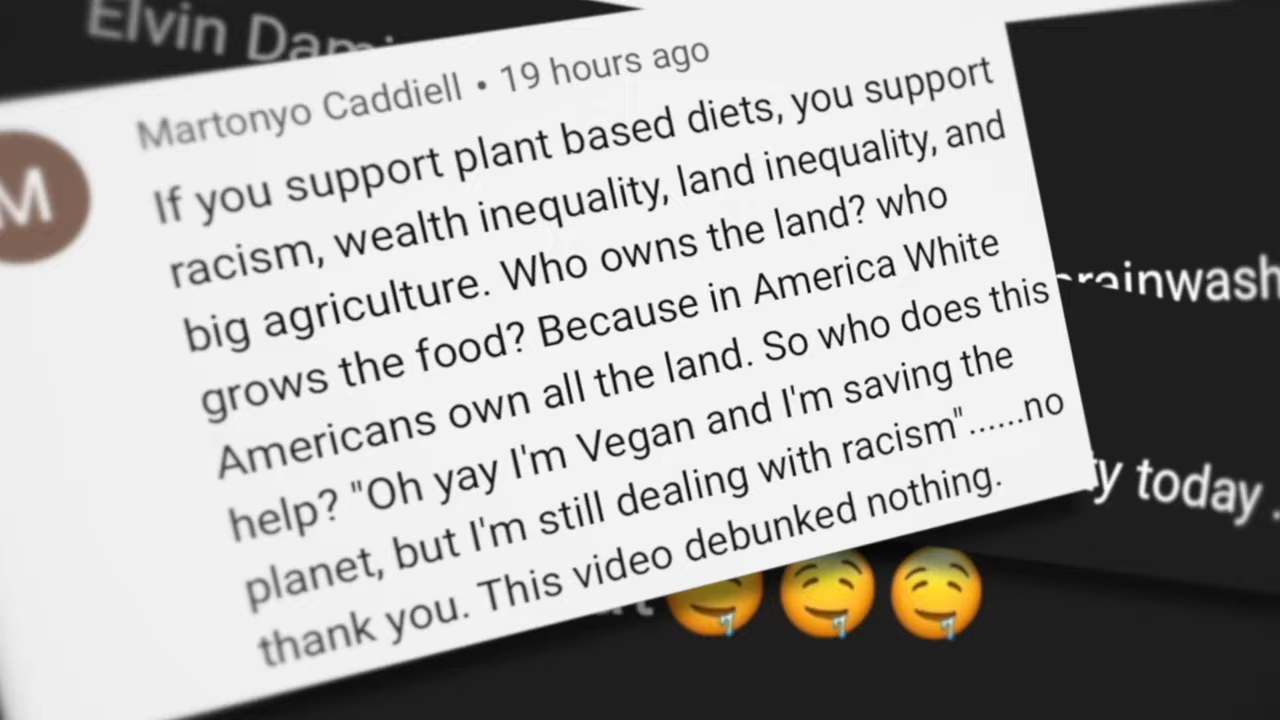 Elvin
Martonyo Caddiell • 19 hours ago
M
If you support plant based diets, you support
racism, wealth inequality, land inequality, and
big agriculture. Who owns the land? who
grows the food? Because in America White
Americans own all the land. So who does this
help? "Oh yay I'm Vegan and I'm saving the
planet, but I'm still dealing with racism"......no
thank you. This video debunked nothing.
today